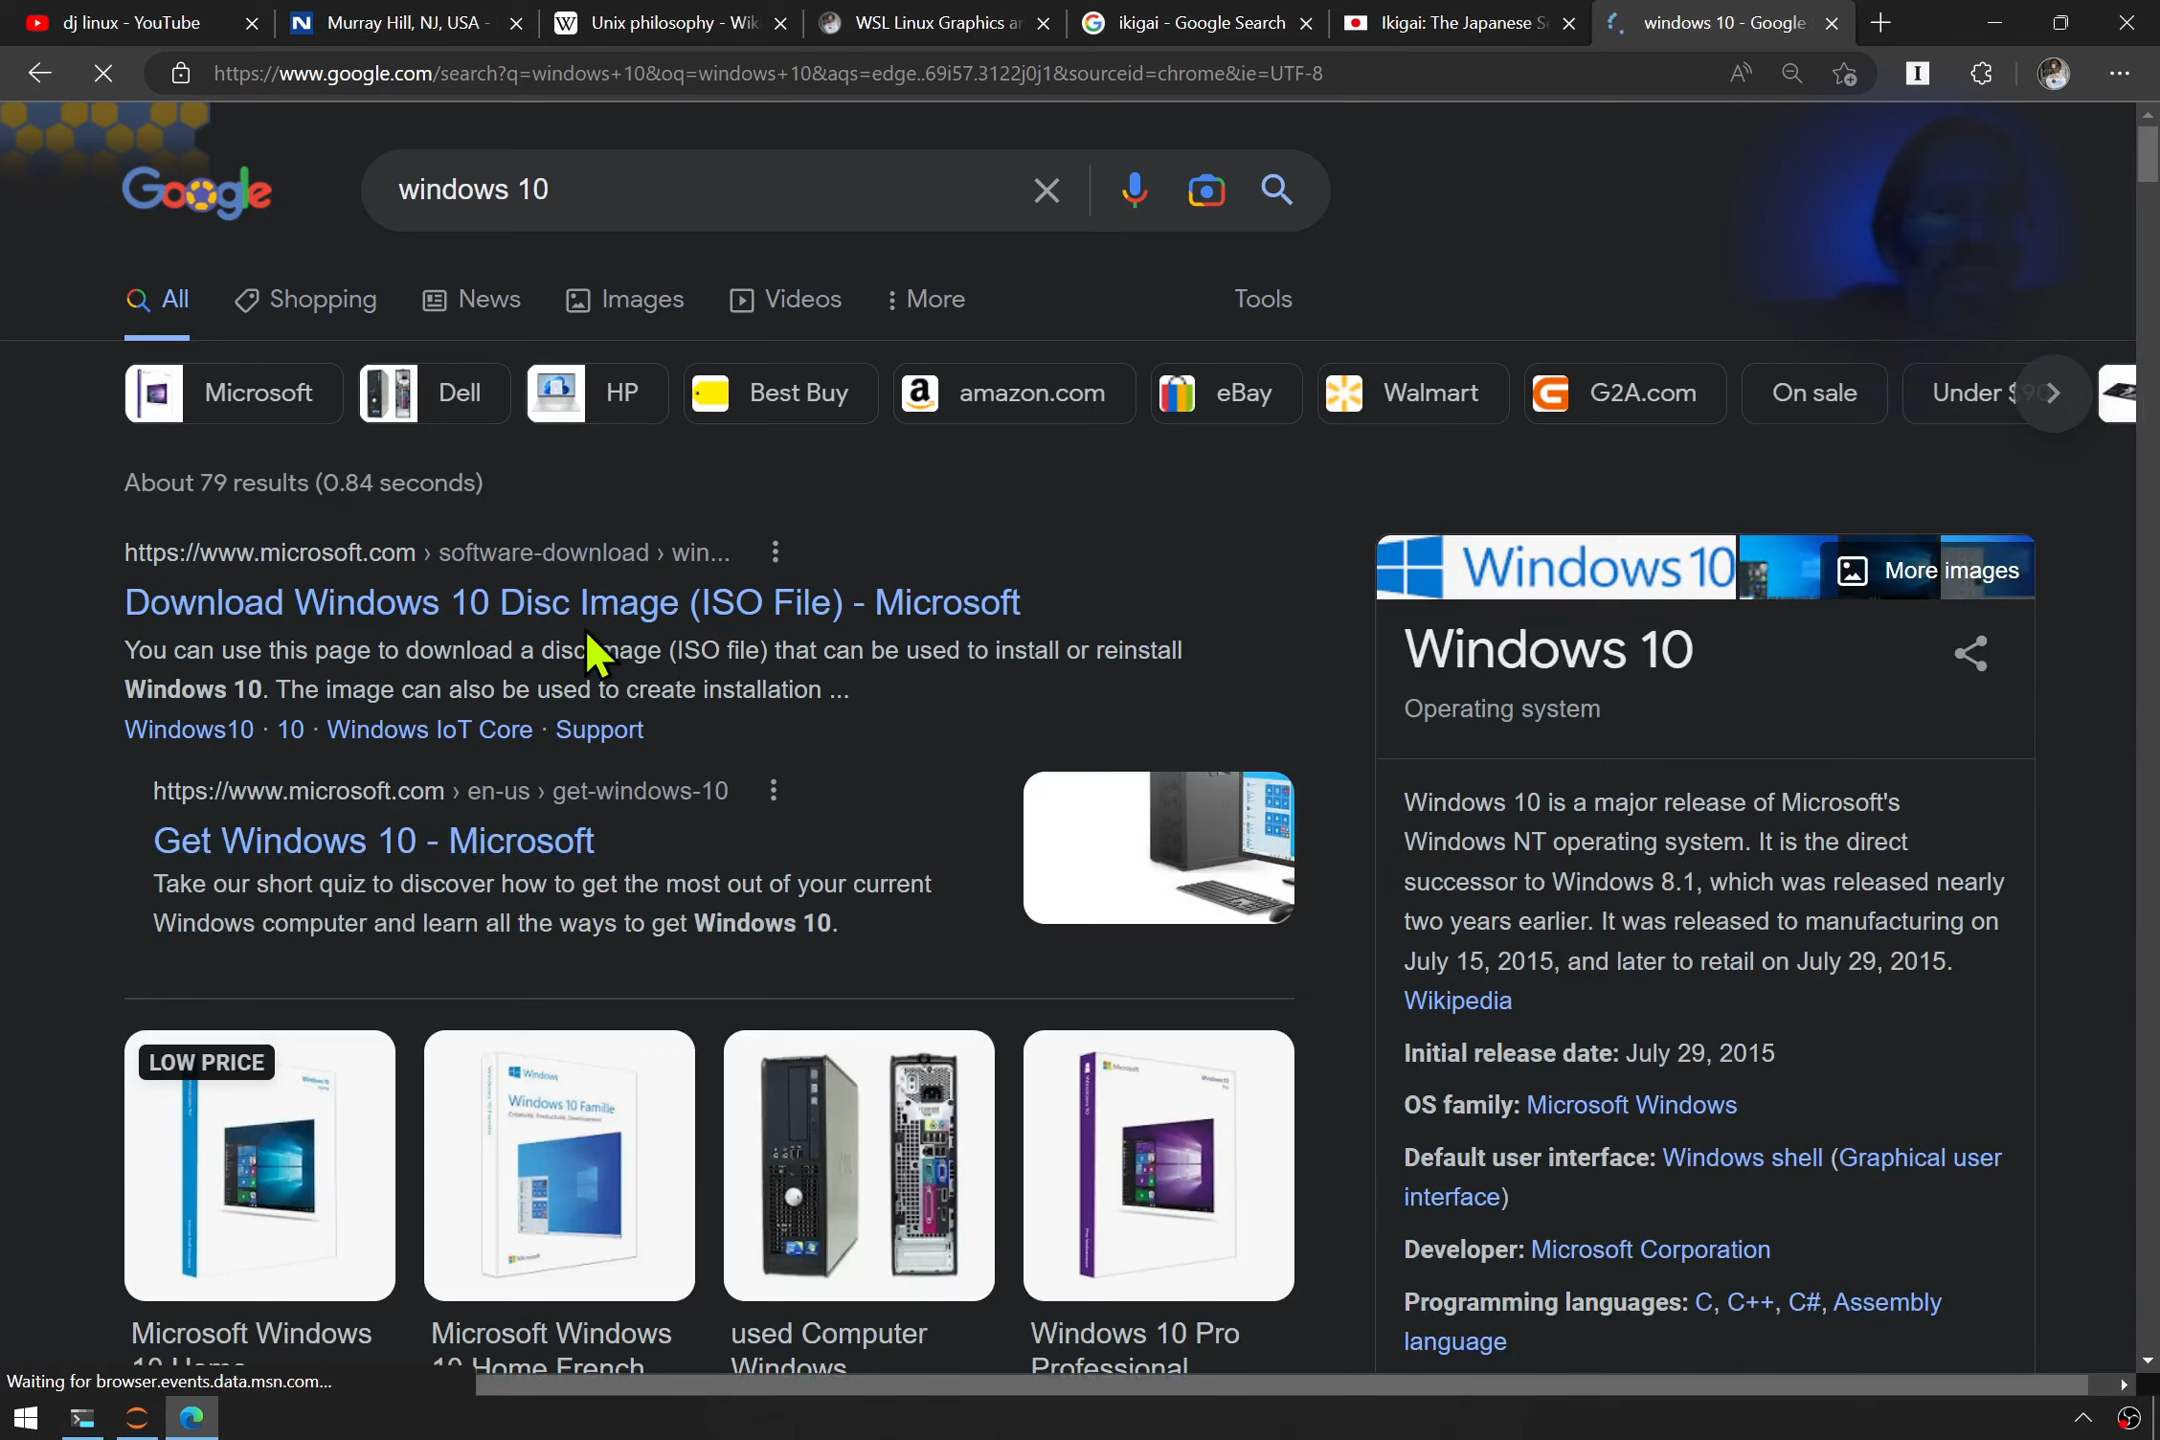 dj linux - YouTube
Murray Hill, NJ, USA -
Unix philosophy - Wiki
WSL Linux Graphics ar
ikigai - Google Search
Ikigai: The Japanese S
windows 10 - Google
https://www.google.com/search?q=windows+10&oq=windows+10&aqs=edge..69i57.3122j0j1&sourceid=chrome&ie=UTF-8
Google
windows 10
All
Shopping
News
Images
Videos
More
Tools
Microsoft
Dell
HP
Best Buy
amazon.com
eBay
Walmart
G2A.com
On sale
Under $90
About 79 results (0.84 seconds)
https://www.microsoft.com › software-download › win...
Download Windows 10 Disc Image (ISO File) - Microsoft
You can use this page to download a disc image (ISO file) that can be used to install or reinstall
Windows 10. The image can also be used to create installation ...
Windows10 · 10 · Windows IoT Core · Support
https://www.microsoft.com › en-us › get-windows-10
Get Windows 10 - Microsoft
Take our short quiz to discover how to get the most out of your current
Windows computer and learn all the ways to get Windows 10.
LOW PRICE
Windows
Windows 10 Famille
Microsoft
Microsoft Windows
10 Home
Microsoft Windows
10 Home French
used Computer
Windows
Windows 10 Pro
Professional
Windows 10
More images
Windows 10
Operating system
Windows 10 is a major release of Microsoft's
Windows NT operating system. It is the direct
successor to Windows 8.1, which was released nearly
two years earlier. It was released to manufacturing on
July 15, 2015, and later to retail on July 29, 2015.
Wikipedia
Initial release date: July 29, 2015
OS family: Microsoft Windows
Default user interface: Windows shell (Graphical user
interface)
Developer: Microsoft Corporation
Programming languages: C, C++, C#, Assembly
language
Waiting for browser.events.data.msn.com...